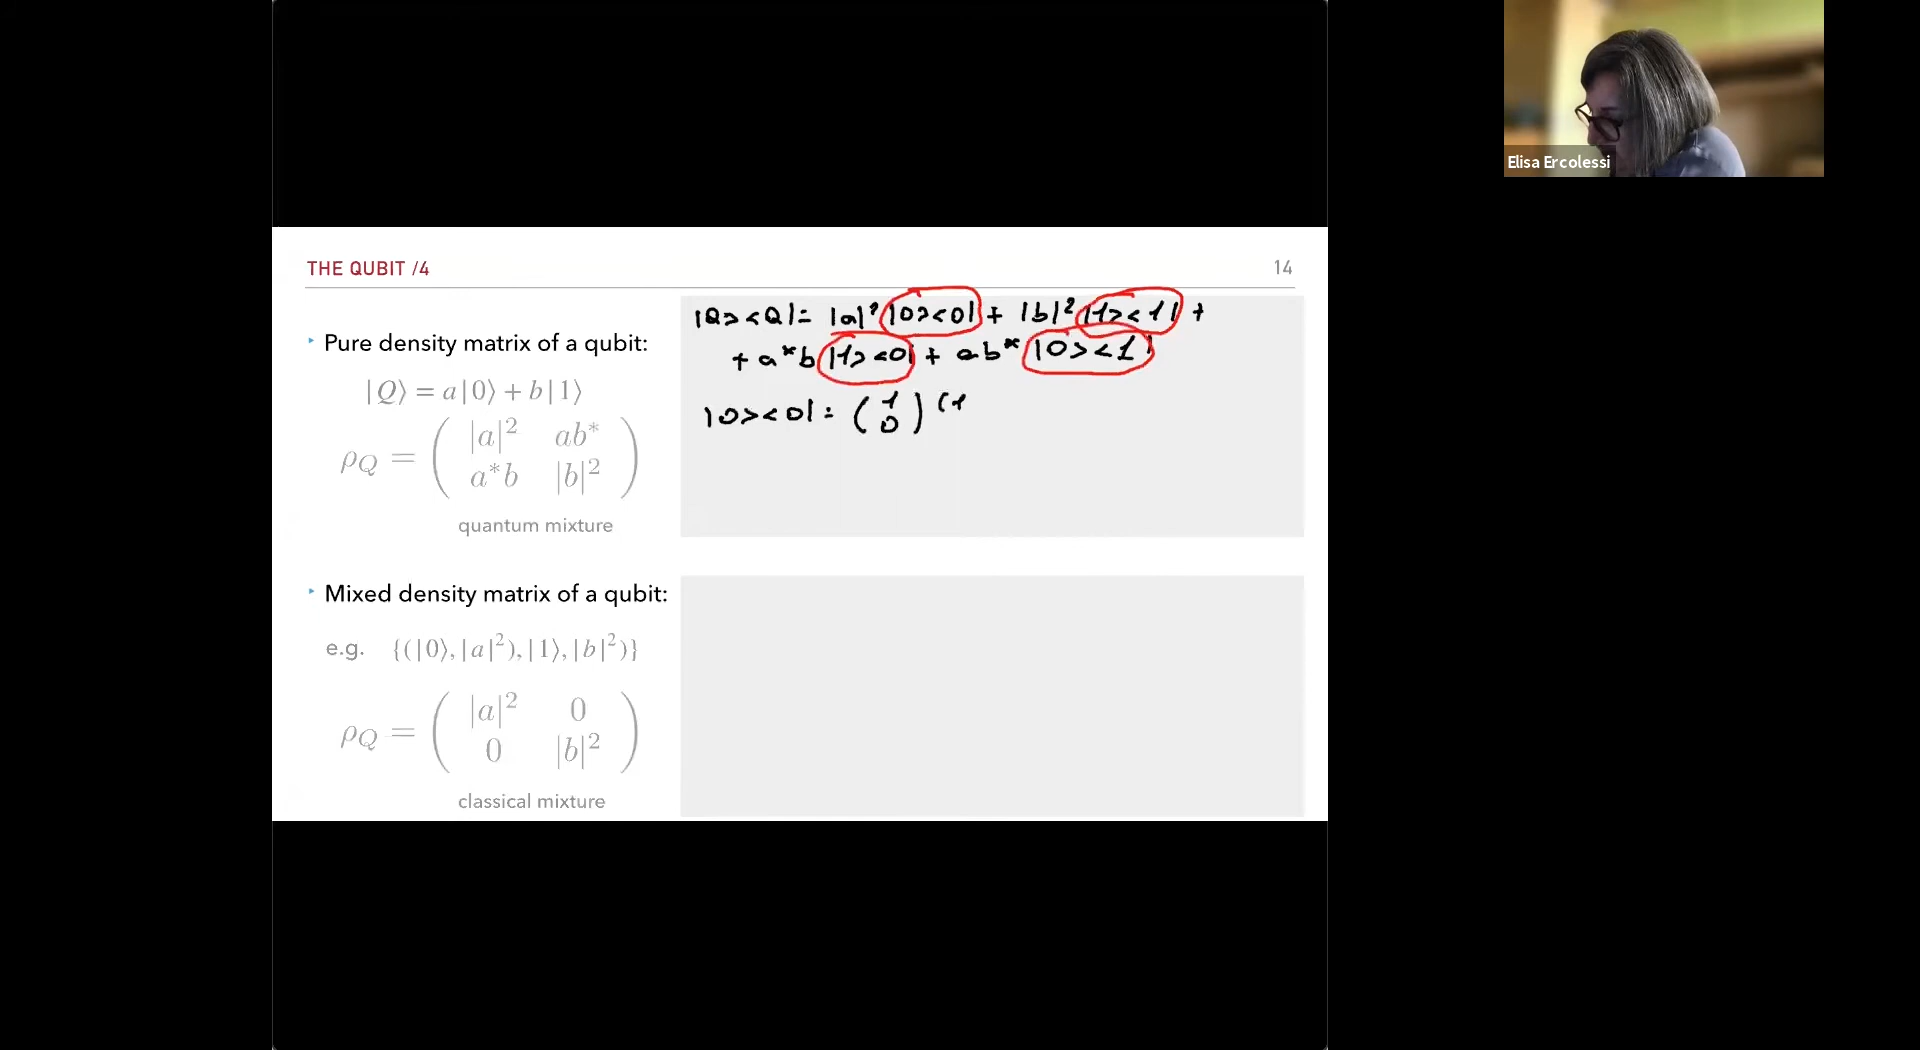 Elisa Ercolessi
THE QUBIT /4
14
‣ Pure density matrix of a qubit:
|Q⟩ = a|0⟩ + b|1⟩
ρ_Q = ( |a|² ab*
a*b |b|² )
quantum mixture
|Q><Q| = |a|² |0><0| + |b|² |1><1| +
+ a*b |1><0| + ab* |0><1|
|0><0| = (1
0) (1
‣ Mixed density matrix of a qubit:
e.g. {(|0⟩, |a|²), |1⟩, |b|²)}
ρ_Q = ( |a|² 0
0 |b|² )
classical mixture